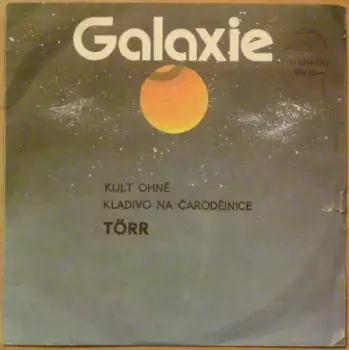 Galaxie
KULT OHNĚ
KLADIVO NA ČARODĚJNICE
TÖRR